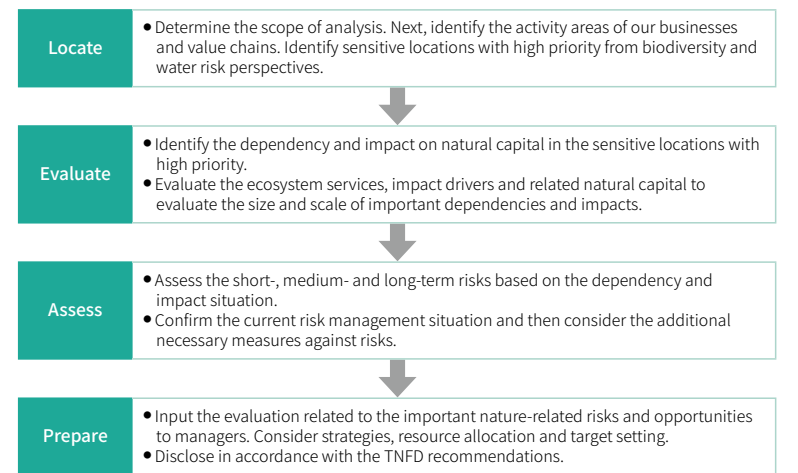 Locate
● Determine the scope of analysis. Next, identify the activity areas of our businesses
and value chains. Identify sensitive locations with high priority from biodiversity and
water risk perspectives.
Evaluate
● Identify the dependency and impact on natural capital in the sensitive locations with
high priority.
● Evaluate the ecosystem services, impact drivers and related natural capital to
evaluate the size and scale of important dependencies and impacts.
Assess
● Assess the short-, medium- and long-term risks based on the dependency and
impact situation.
● Confirm the current risk management situation and then consider the additional
necessary measures against risks.
Prepare
● Input the evaluation related to the important nature-related risks and opportunities
to managers. Consider strategies, resource allocation and target setting.
● Disclose in accordance with the TNFD recommendations.